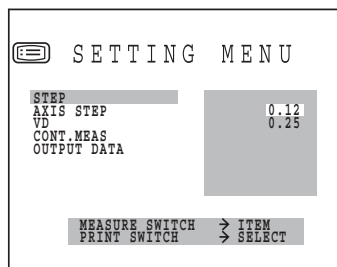 SETTING MENU
STEP
AXIS STEP 0.12
VD 0.25
CONT.MEAS
OUTPUT DATA
MEASURE SWITCH → ITEM
PRINT SWITCH → SELECT